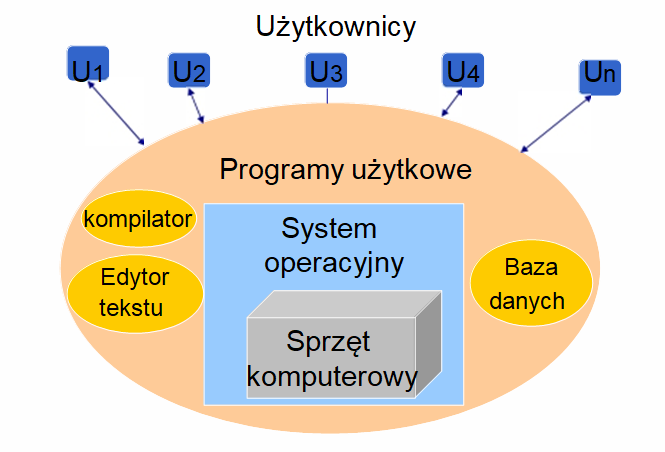 Użytkownicy
U1
U2
U3
U4
Un
Programy użytkowe
kompilator
System
operacyjny
Edytor
tekstu
Baza
danych
Sprzęt
komputerowy